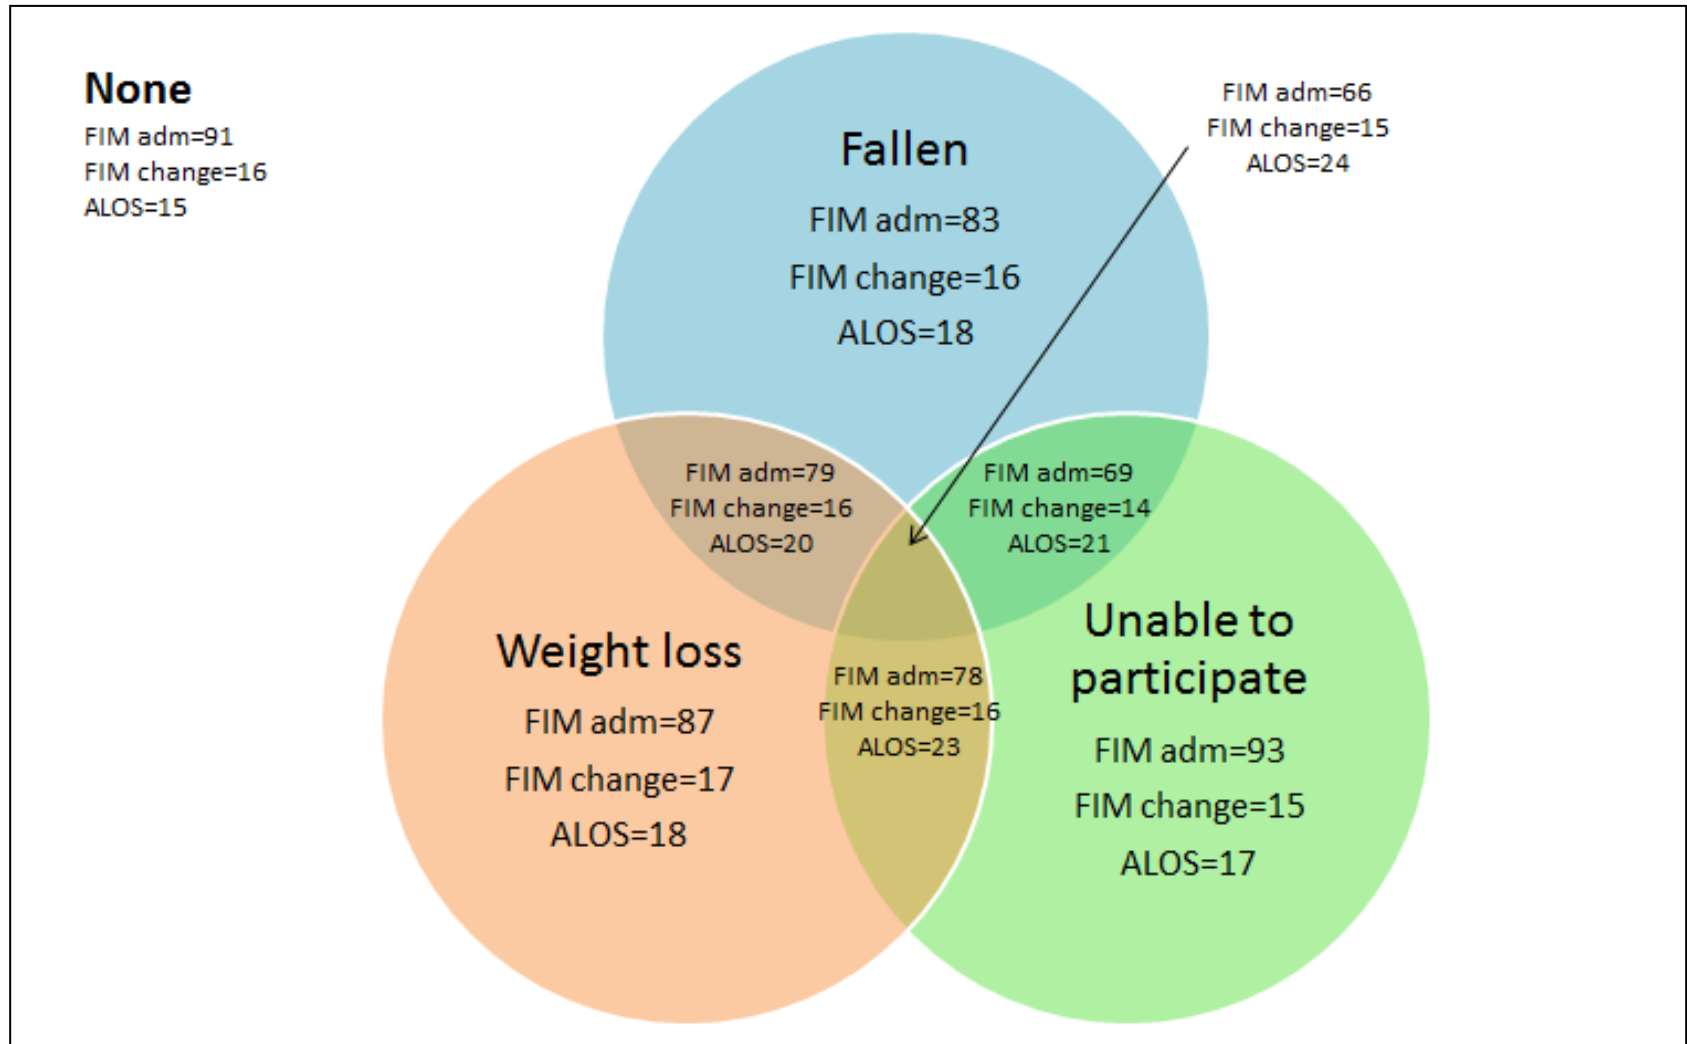 None
FIM adm=91
FIM change=16
ALOS=15
FIM adm=66
FIM change=15
ALOS=24
Fallen
FIM adm=83
FIM change=16
ALOS=18
FIM adm=79
FIM change=16
ALOS=20
FIM adm=69
FIM change=14
ALOS=21
Weight loss
FIM adm=87
FIM change=17
ALOS=18
FIM adm=78
FIM change=16
ALOS=23
Unable to
participate
FIM adm=93
FIM change=15
ALOS=17